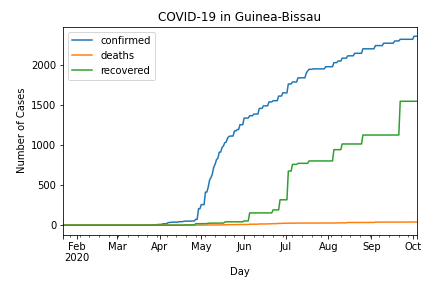 COVID-19 in Guinea-Bissau
confirmed
deaths
recovered
Number of Cases
2000
1500
1000
500
0
Feb Mar Apr May Jun Jul Aug Sep Oct
2020
Day